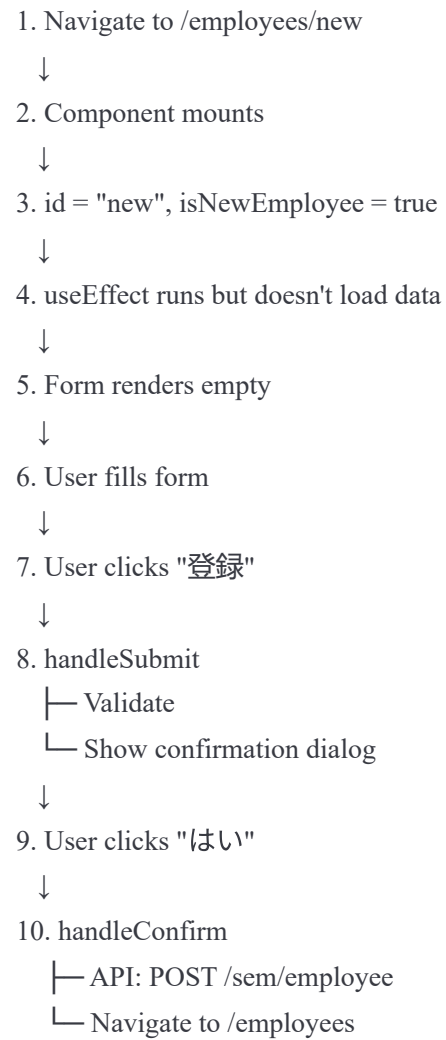 1. Navigate to /employees/new
↓
2. Component mounts
↓
3. id = "new", isNewEmployee = true
↓
4. useEffect runs but doesn't load data
↓
5. Form renders empty
↓
6. User fills form
↓
7. User clicks "登録"
↓
8. handleSubmit
├─ Validate
└─ Show confirmation dialog
↓
9. User clicks "はい"
↓
10. handleConfirm
├─ API: POST /sem/employee
└─ Navigate to /employees